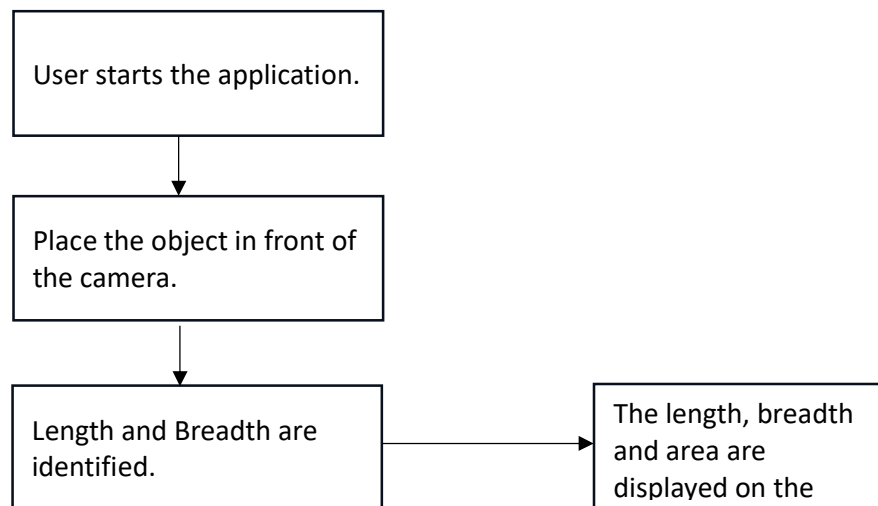 User starts the application.
Place the object in front of
the camera.
Length and Breadth are
identified.
The length, breadth
and area are
displayed on the